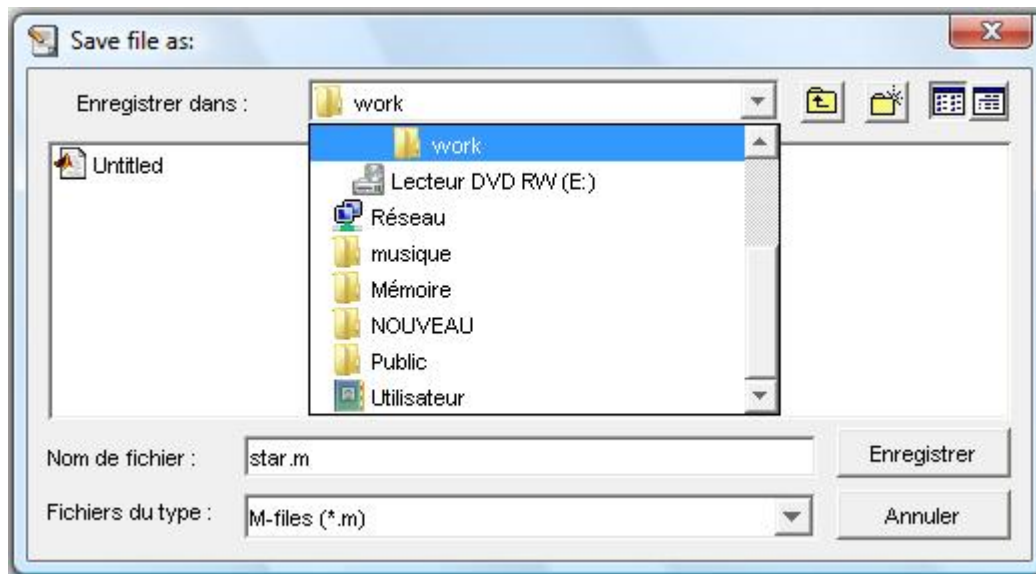 Save file as:
Enregistrer dans :
work
Untitled
work
Lecteur DVD RW (E:)
Réseau
musique
Mémoire
NOUVEAU
Public
Utilisateur
Nom de fichier :
star.m
Enregistrer
Fichiers du type :
M-files (*.m)
Annuler